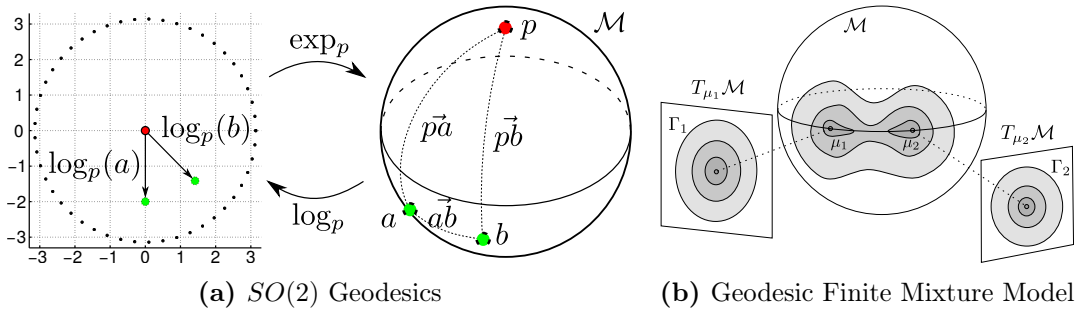 3
2
1
0
−1
−2
−3
−3 −2 −1 0 1 2 3
log_p(b)
log_p(a)
exp_p
log_p
M
p
p⃗a
p⃗b
a
a⃗b
b
(a) SO(2) Geodesics
M
T_{μ1}M
Γ1
μ1
μ2
T_{μ2}M
Γ2
(b) Geodesic Finite Mixture Model